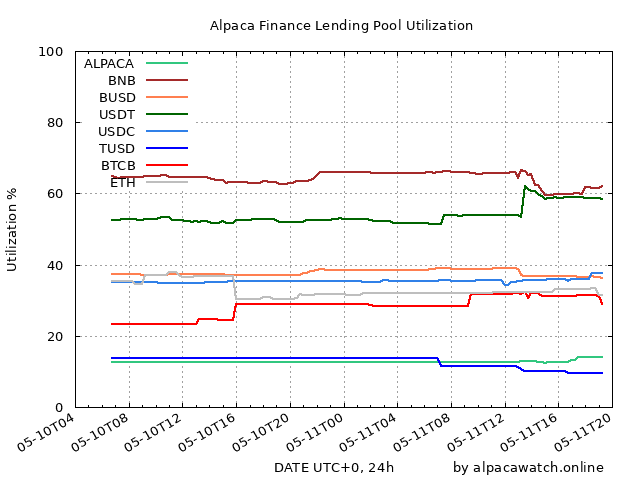 Alpaca Finance Lending Pool Utilization
100
80
60
40
20
0
Utilization %
ALPACA
BNB
BUSD
USDT
USDC
TUSD
BTCB
ETH
05-10T04
05-10T08
05-10T12
05-10T16
05-10T20
05-11T00
05-11T04
05-11T08
05-11T12
05-11T16
05-11T20
DATE UTC+0, 24h
by alpacawatch.online